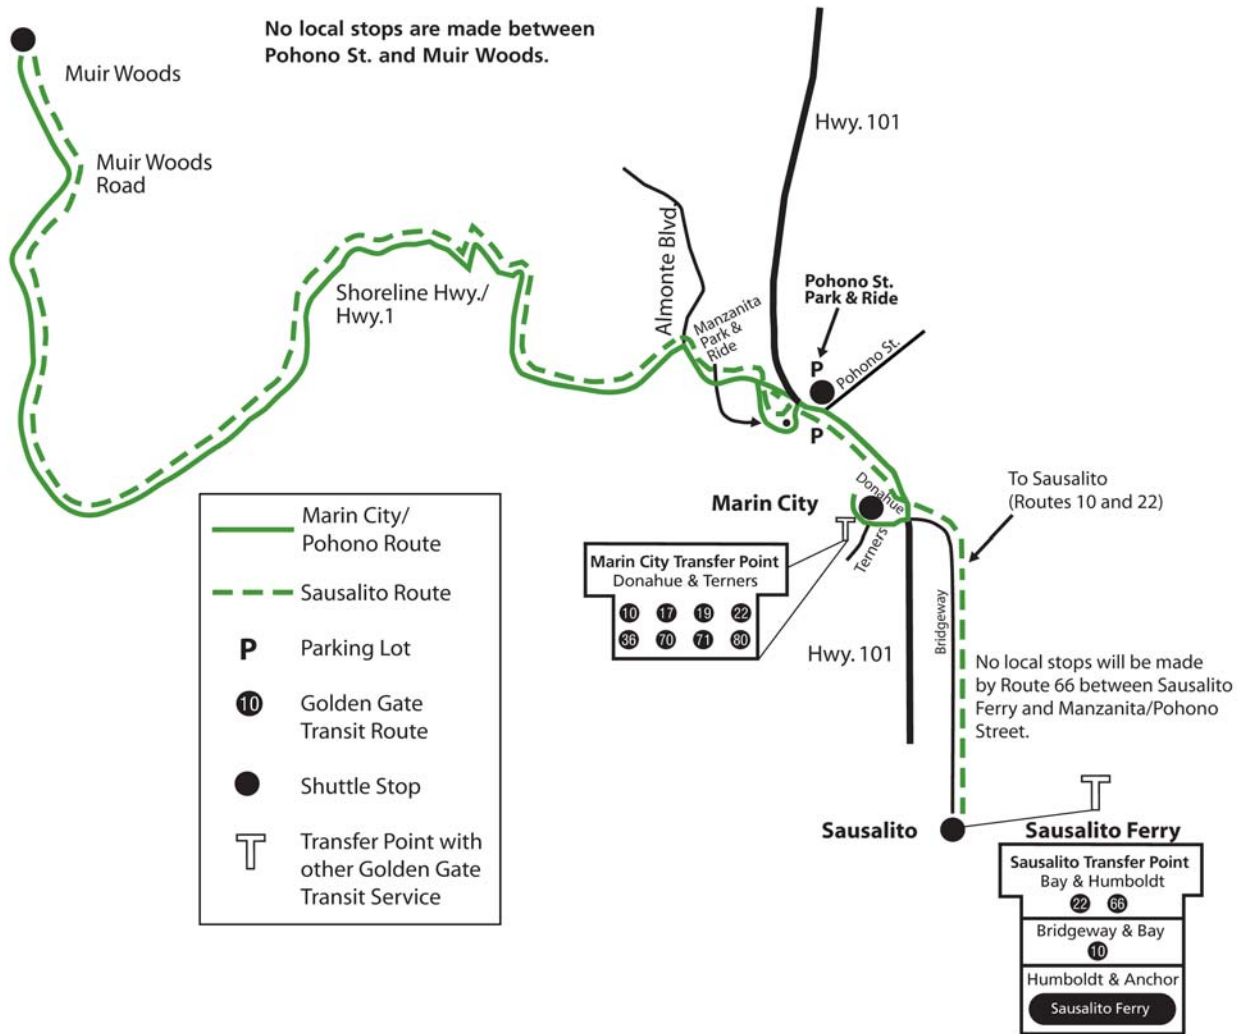 No local stops are made between
Pohono St. and Muir Woods.
Muir Woods
Hwy. 101
Muir Woods
Road
Almonte Blvd.
Shoreline Hwy./
Hwy.1
Manzanita
Park &
Ride
Pohono St.
Park & Ride
P
Pohono St.
P
Marin City
Donahue
To Sausalito
(Routes 10 and 22)
T
Terners
Marin City Transfer Point
Donahue & Terners
10 17 19 22
36 70 71 80
Hwy. 101
Bridgeway
No local stops will be made
by Route 66 between Sausalito
Ferry and Manzanita/Pohono
Street.
Marin City/
Pohono Route
Sausalito Route
P Parking Lot
10 Golden Gate
Transit Route
Shuttle Stop
T Transfer Point with
other Golden Gate
Transit Service
T
Sausalito
Sausalito Ferry
Sausalito Transfer Point
Bay & Humboldt
22 66
Bridgeway & Bay
10
Humboldt & Anchor
Sausalito Ferry